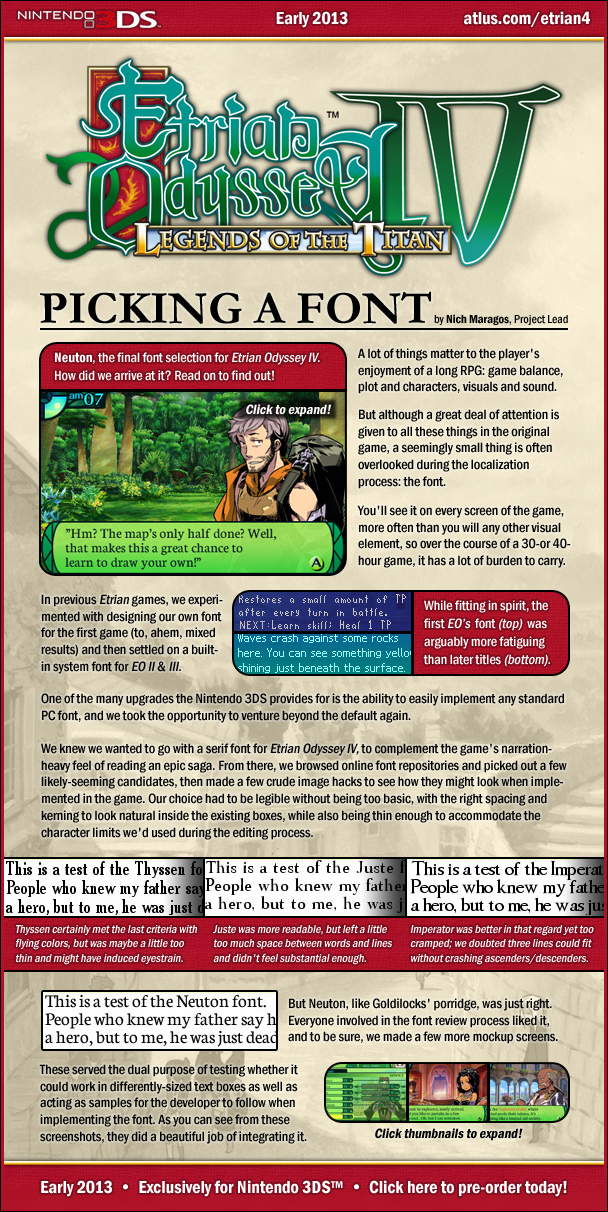 NINTENDO 3DS
Early 2013
atlus.com/etrian4
Etrian
Odyssey IV
™
LEGENDS OF THE TITAN
PICKING A FONT
by Nich Maragos, Project Lead
Neuton, the final font selection for Etrian Odyssey IV.
How did we arrive at it? Read on to find out!
am 07
Click to expand!
"Hm? The map's only half done? Well,
that makes this a great chance to
learn to draw your own!"
A
A lot of things matter to the player's
enjoyment of a long RPG: game balance,
plot and characters, visuals and sound.
But although a great deal of attention is
given to all these things in the original
game, a seemingly small thing is often
overlooked during the localization
process: the font.
You'll see it on every screen of the game,
more often than you will any other visual
element, so over the course of a 30-or 40-
hour game, it has a lot of burden to carry.
In previous Etrian games, we experi-
mented with designing our own font
for the first game (to, ahem, mixed
results) and then settled on a built-
in system font for EO II & III.
Restores a small amount of TP
after every turn in battle.
NEXT:Learn skill; Heal 1 TP
Waves crash against some rocks
here. You can see something yello
shining just beneath the surface.
While fitting in spirit, the
first EO's font (top) was
arguably more fatiguing
than later titles (bottom).
One of the many upgrades the Nintendo 3DS provides for is the ability to easily implement any standard
PC font, and we took the opportunity to venture beyond the default again.
We knew we wanted to go with a serif font for Etrian Odyssey IV, to complement the game's narration-
heavy feel of reading an epic saga. From there, we browsed online font repositories and picked out a few
likely-seeming candidates, then made a few crude image hacks to see how they might look when imple-
mented in the game. Our choice had to be legible without being too basic, with the right spacing and
kerning to look natural inside the existing boxes, while also being thin enough to accommodate the
character limits we'd used during the editing process.
This is a test of the Thyssen fo
People who knew my father say
a hero, but to me, he was just d
Thyssen certainly met the last criteria with
flying colors, but was maybe a little too
thin and might have induced eyestrain.
This is a test of the Juste f
People who knew my father
a hero, but to me, he was j
Juste was more readable, but left a little
too much space between words and lines
and didn't feel substantial enough.
This is a test of the Imperat
People who knew my fathe
a hero, but to me, he was jus
Imperator was better in that regard yet too
cramped; we doubted three lines could fit
without crashing ascenders/descenders.
This is a test of the Neuton font.
People who knew my father say h
a hero, but to me, he was just dead
But Neuton, like Goldilocks' porridge, was just right.
Everyone involved in the font review process liked it,
and to be sure, we made a few more mockup screens.
These served the dual purpose of testing whether it
could work in differently-sized text boxes as well as
acting as samples for the developer to follow when
implementing the font. As you can see from these
screenshots, they did a beautiful job of integrating it.
Click thumbnails to expand!
Early 2013 • Exclusively for Nintendo 3DS™ • Click here to pre-order today!